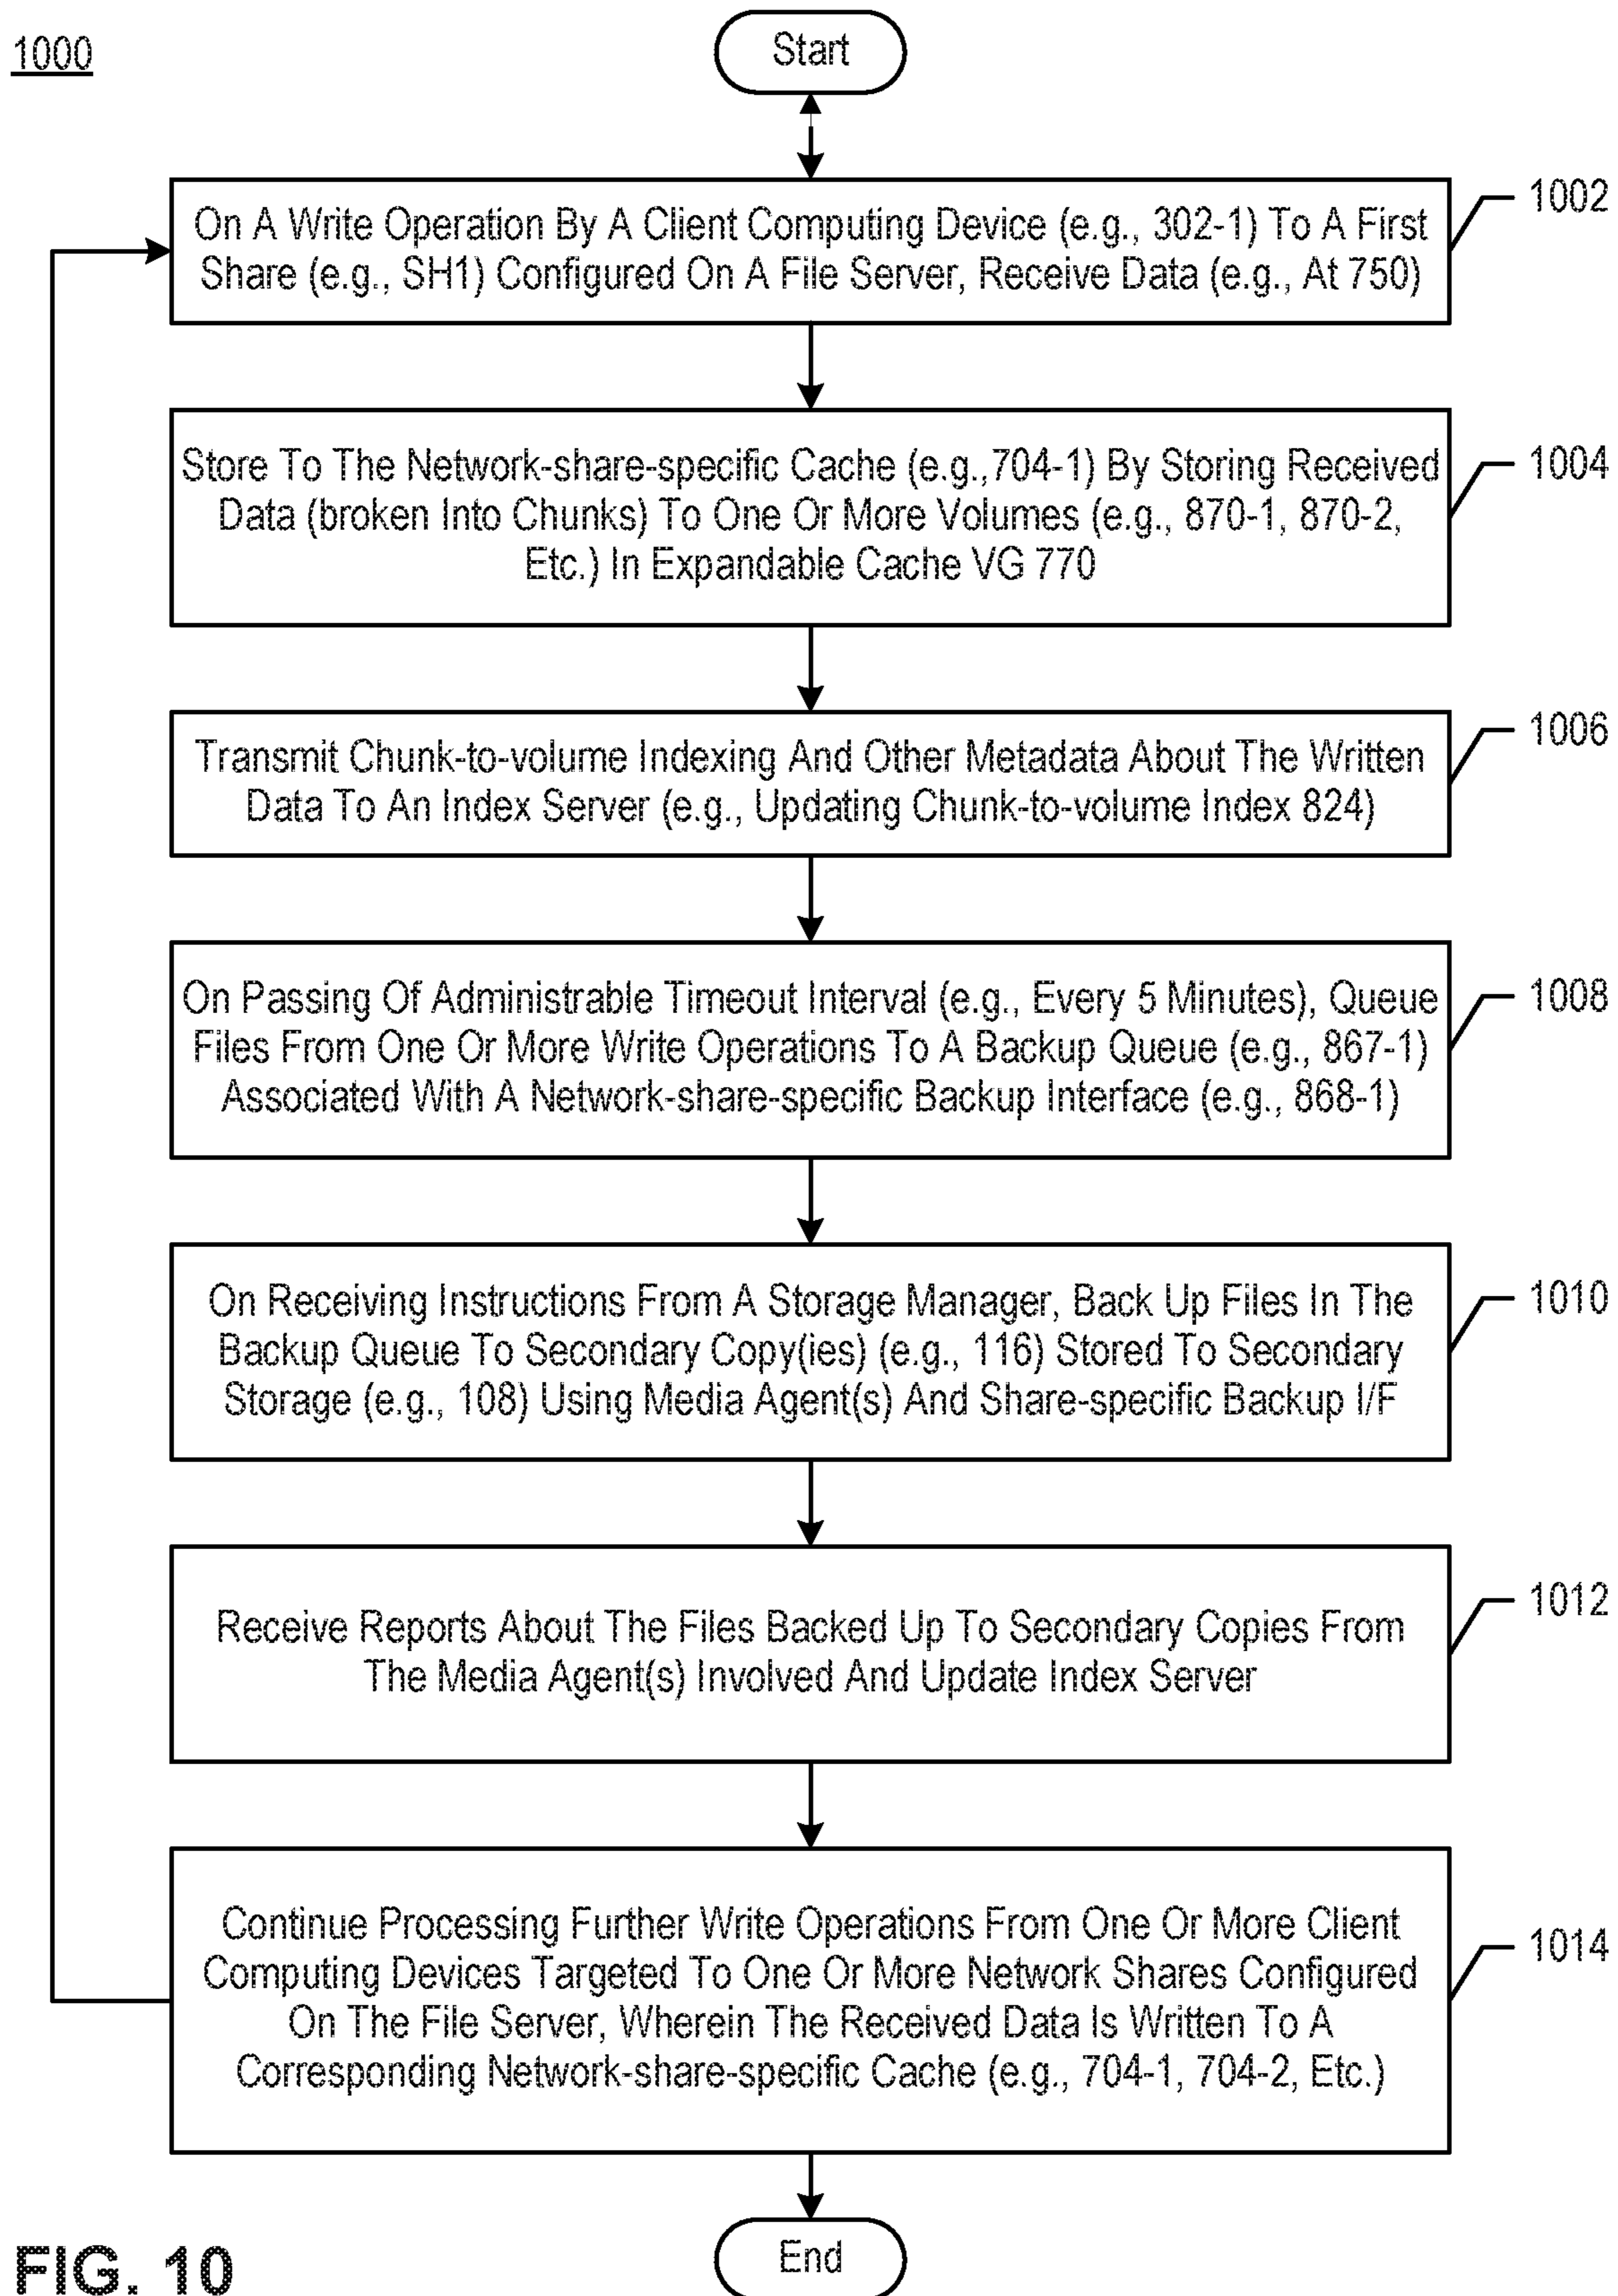 1000
Start
On A Write Operation By A Client Computing Device (e.g., 302-1) To A First
Share (e.g., SH1) Configured On A File Server, Receive Data (e.g., At 750)
1002
Store To The Network-share-specific Cache (e.g.,704-1) By Storing Received
Data (broken Into Chunks) To One Or More Volumes (e.g., 870-1, 870-2,
Etc.) In Expandable Cache VG 770
1004
Transmit Chunk-to-volume Indexing And Other Metadata About The Written
Data To An Index Server (e.g., Updating Chunk-to-volume Index 824)
1006
On Passing Of Administrable Timeout Interval (e.g., Every 5 Minutes), Queue
Files From One Or More Write Operations To A Backup Queue (e.g., 867-1)
Associated With A Network-share-specific Backup Interface (e.g., 868-1)
1008
On Receiving Instructions From A Storage Manager, Back Up Files In The
Backup Queue To Secondary Copy(ies) (e.g., 116) Stored To Secondary
Storage (e.g., 108) Using Media Agent(s) And Share-specific Backup I/F
1010
Receive Reports About The Files Backed Up To Secondary Copies From
The Media Agent(s) Involved And Update Index Server
1012
Continue Processing Further Write Operations From One Or More Client
Computing Devices Targeted To One Or More Network Shares Configured
On The File Server, Wherein The Received Data Is Written To A
Corresponding Network-share-specific Cache (e.g., 704-1, 704-2, Etc.)
1014
End
FIG. 10